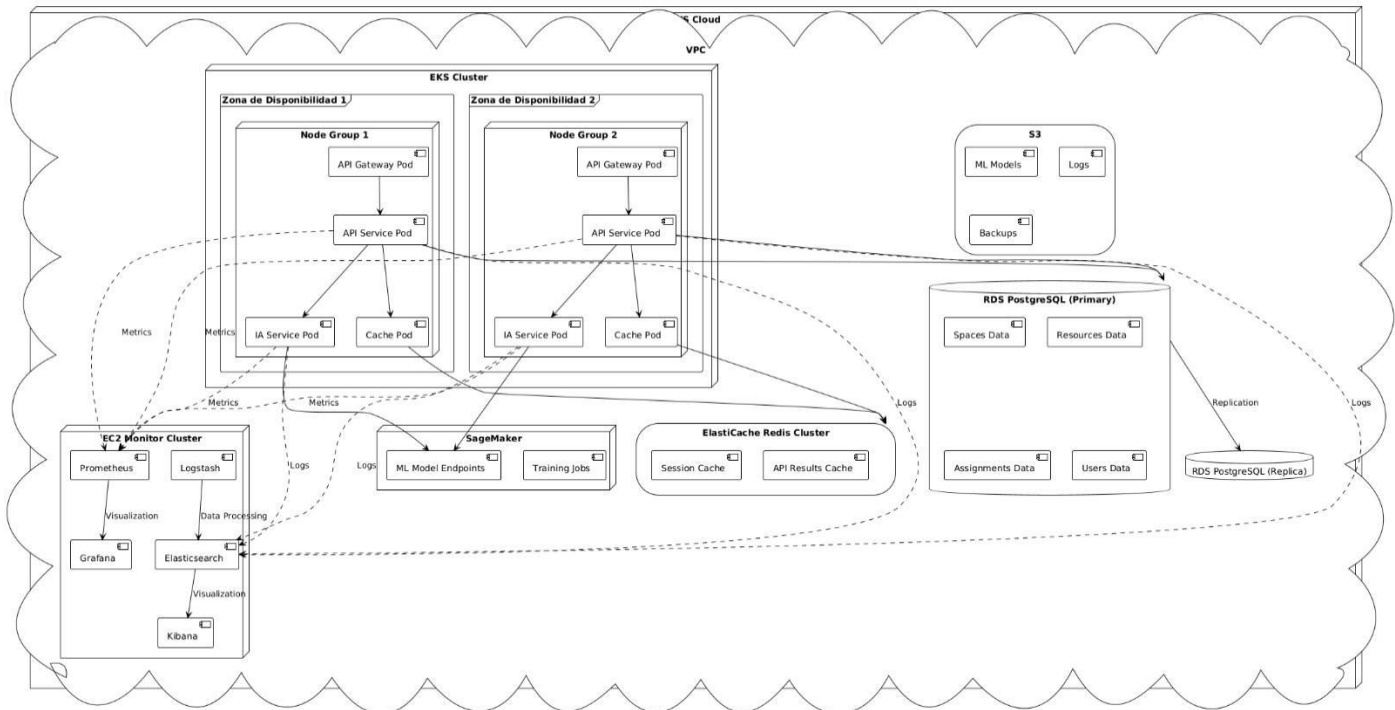 S Cloud
VPC
EKS Cluster
Zona de Disponibilidad 1
Zona de Disponibilidad 2
Node Group 1
Node Group 2
API Gateway Pod
API Gateway Pod
API Service Pod
API Service Pod
IA Service Pod
Cache Pod
IA Service Pod
Cache Pod
S3
ML Models
Logs
Backups
RDS PostgreSQL (Primary)
Spaces Data
Resources Data
Assignments Data
Users Data
Replication
RDS PostgreSQL (Replica)
Metrics
Metrics
Metrics
Metrics
Logs
Logs
Logs
Logs
EC2 Monitor Cluster
Prometheus
Logstash
Visualization
Data Processing
Grafana
Elasticsearch
Visualization
Kibana
SageMaker
ML Model Endpoints
Training Jobs
ElastiCache Redis Cluster
Session Cache
API Results Cache